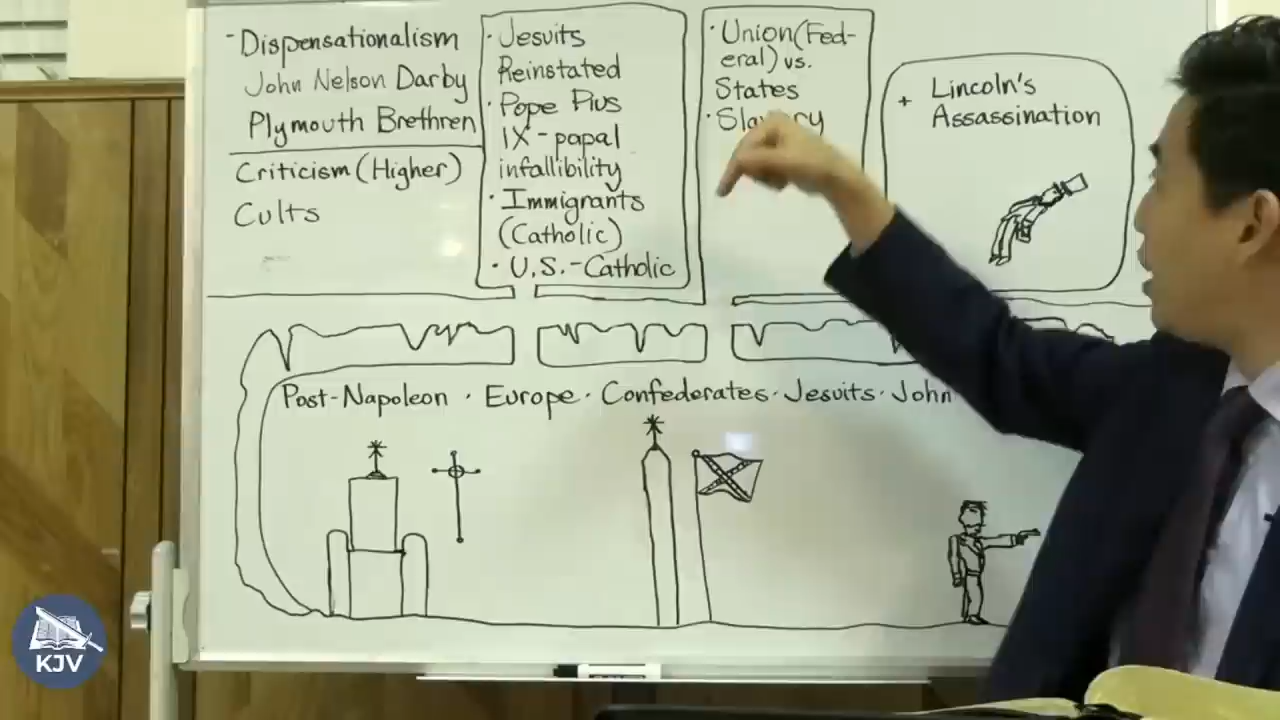 - Dispensationalism
John Nelson Darby
Plymouth Brethren
Criticism (Higher)
Cults
· Jesuits
Reinstated
· Pope Pius
IX - papal
infallibility
· Immigrants
(Catholic)
· U.S. - Catholic
· Union (Fed-
eral) vs.
States
+ Lincoln's
Assassination
Post-Napoleon · Europe · Confederates · Jesuits · John
KJV